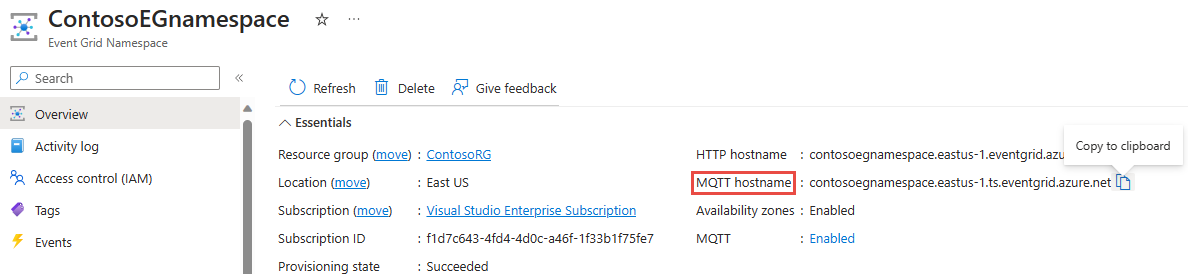 ContosoEGnamespace
Event Grid Namespace
Search
Overview
Activity log
Access control (IAM)
Tags
Events
Refresh Delete Give feedback
Essentials
Resource group (move) : ContosoRG
Location (move) : East US
Subscription (move) : Visual Studio Enterprise Subscription
Subscription ID : f1d7c643-4fd4-4d0c-a46f-1f33b1f75fe7
Provisioning state : Succeeded
HTTP hostname : contosoegnamespace.eastus-1.eventgrid.azu
MQTT hostname : contosoegnamespace.eastus-1.ts.eventgrid.azure.net
Availability zones : Enabled
MQTT : Enabled
Copy to clipboard